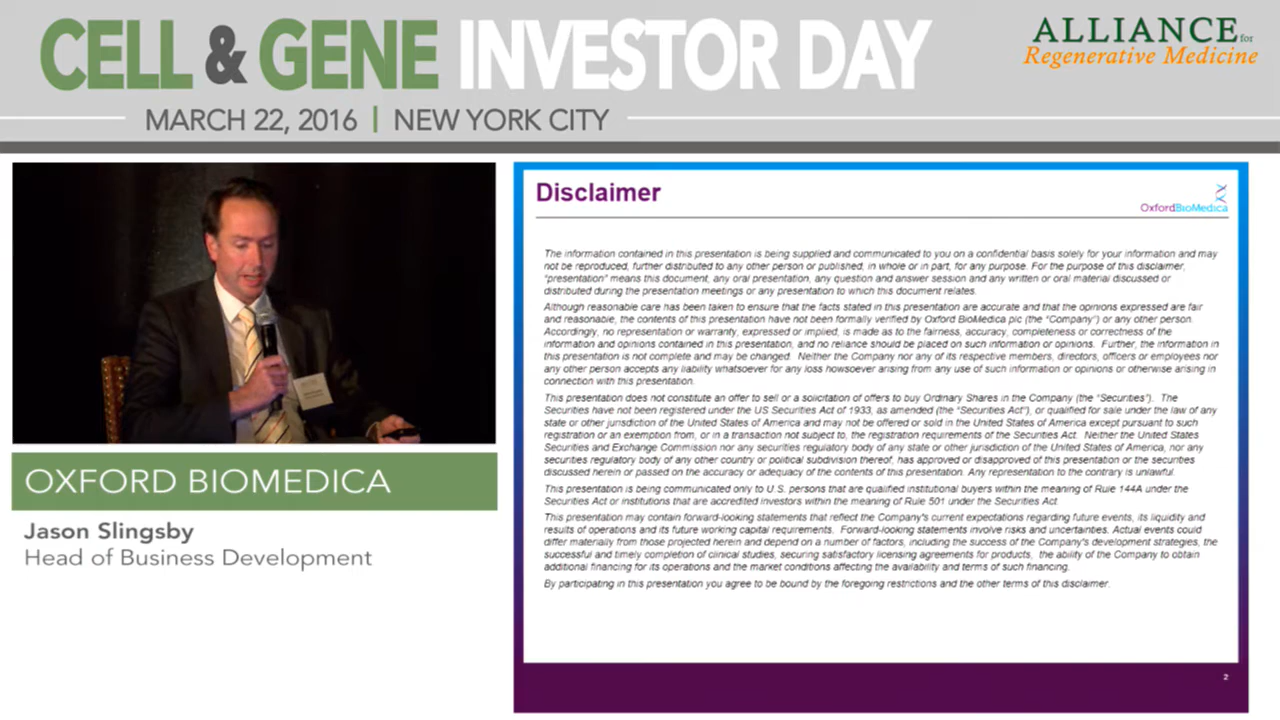 CELL & GENE INVESTOR DAY
MARCH 22, 2016 | NEW YORK CITY
ALLIANCE for
Regenerative Medicine
OXFORD BIOMEDICA
Jason Slingsby
Head of Business Development
Disclaimer
OxfordBioMedica
The information contained in this presentation is being supplied and communicated to you on a confidential basis solely for your information and may
not be reproduced, further distributed to any other person or published, in whole or in part, for any purpose. For the purpose of this disclaimer,
"presentation" means this document, any oral presentation, any question and answer session and any written or oral material discussed or
distributed during the presentation meetings or any presentation to which this document relates.
Although reasonable care has been taken to ensure that the facts stated in this presentation are accurate and that the opinions expressed are fair
and reasonable, the contents of this presentation have not been formally verified by Oxford BioMedica plc (the "Company") or any other person.
Accordingly, no representation or warranty, expressed or implied, is made as to the fairness, accuracy, completeness or correctness of the
information and opinions contained in this presentation, and no reliance should be placed on such information or opinions. Further, the information in
this presentation is not complete and may be changed. Neither the Company nor any of its respective members, directors, officers or employees nor
any other person accepts any liability whatsoever for any loss howsoever arising from any use of such information or opinions or otherwise arising in
connection with this presentation.
This presentation does not constitute an offer to sell or a solicitation of offers to buy Ordinary Shares in the Company (the "Securities"). The
Securities have not been registered under the US Securities Act of 1933, as amended (the "Securities Act"), or qualified for sale under the law of any
state or other jurisdiction of the United States of America and may not be offered or sold in the United States of America except pursuant to such
registration or an exemption from, or in a transaction not subject to, the registration requirements of the Securities Act. Neither the United States
Securities and Exchange Commission nor any securities regulatory body of any state or other jurisdiction of the United States of America, nor any
securities regulatory body of any other country or political subdivision thereof, has approved or disapproved of this presentation or the securities
discussed herein or passed on the accuracy or adequacy of the contents of this presentation. Any representation to the contrary is unlawful.
This presentation is being communicated only to U.S. persons that are qualified institutional buyers within the meaning of Rule 144A under the
Securities Act or institutions that are accredited investors within the meaning of Rule 501 under the Securities Act.
This presentation may contain forward-looking statements that reflect the Company's current expectations regarding future events, its liquidity and
results of operations and its future working capital requirements. Forward-looking statements involve risks and uncertainties. Actual events could
differ materially from those projected herein and depend on a number of factors, including the success of the Company's development strategies, the
successful and timely completion of clinical studies, securing satisfactory licensing agreements for products, the ability of the Company to obtain
additional financing for its operations and the market conditions affecting the availability and terms of such financing.
By participating in this presentation you agree to be bound by the foregoing restrictions and the other terms of this disclaimer.
2